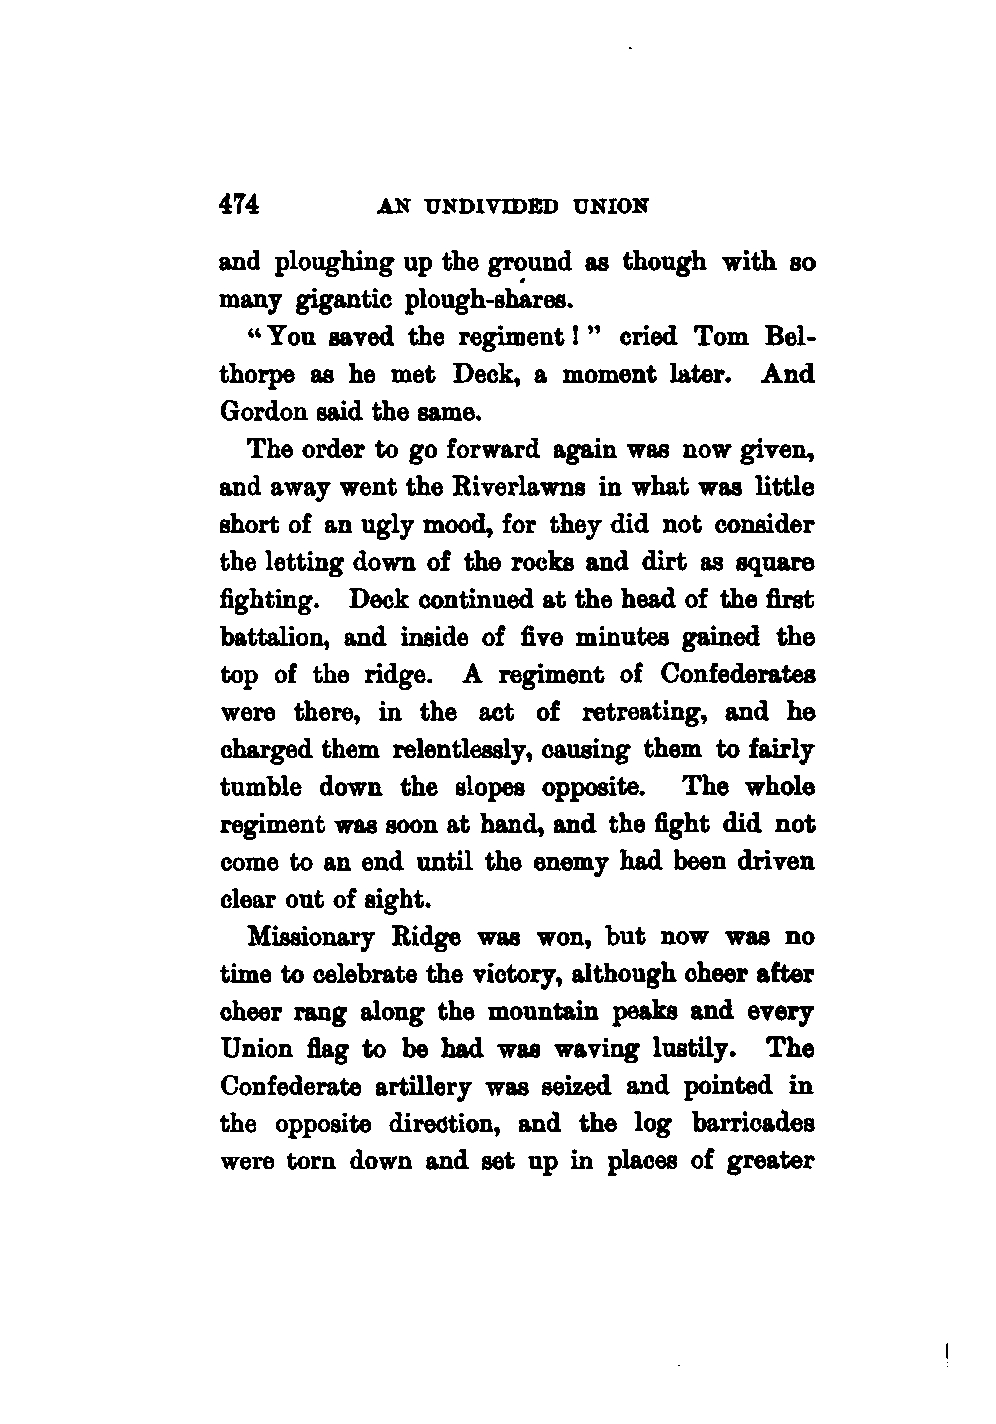 474 AN UNDIVIDED UNION
and ploughing up the ground as though with so
many gigantic plough-shares.
“You saved the regiment!” cried Tom Bel-
thorpe as he met Deck, a moment later. And
Gordon said the same.
The order to go forward again was now given,
and away went the Riverlawns in what was little
short of an ugly mood, for they did not consider
the letting down of the rocks and dirt as square
fighting. Deck continued at the head of the first
battalion, and inside of five minutes gained the
top of the ridge. A regiment of Confederates
were there, in the act of retreating, and he
charged them relentlessly, causing them to fairly
tumble down the slopes opposite. The whole
regiment was soon at hand, and the fight did not
come to an end until the enemy had been driven
clear out of sight.
Missionary Ridge was won, but now was no
time to celebrate the victory, although cheer after
cheer rang along the mountain peaks and every
Union flag to be had was waving lustily. The
Confederate artillery was seized and pointed in
the opposite direction, and the log barricades
were torn down and set up in places of greater